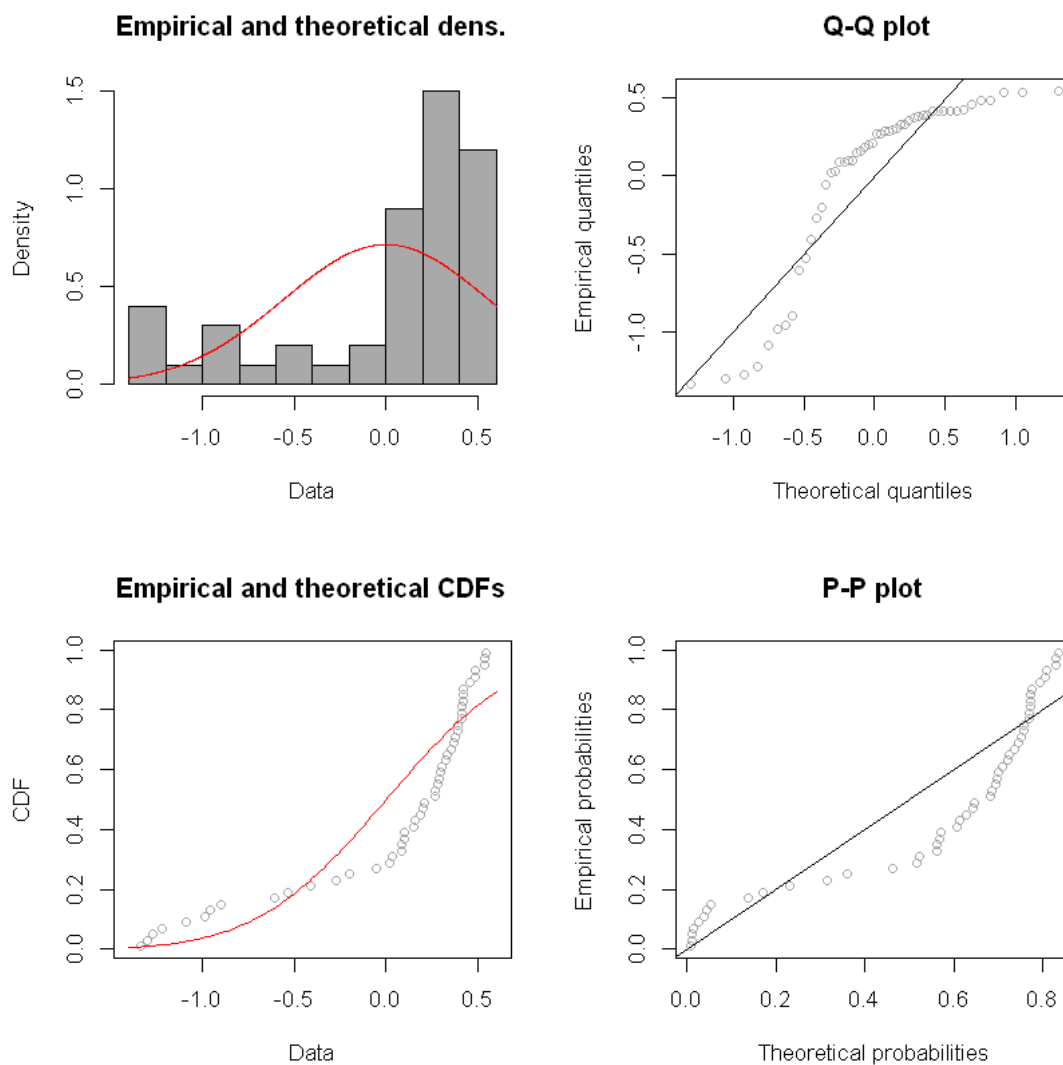 Empirical and theoretical dens.
Density
0.0 0.5 1.0 1.5
-1.0 -0.5 0.0 0.5
Data
Q-Q plot
Empirical quantiles
-1.0 -0.5 0.0 0.5
-1.0 -0.5 0.0 0.5 1.0
Theoretical quantiles
Empirical and theoretical CDFs
CDF
0.0 0.2 0.4 0.6 0.8 1.0
-1.0 -0.5 0.0 0.5
Data
P-P plot
Empirical probabilities
0.0 0.2 0.4 0.6 0.8 1.0
0.0 0.2 0.4 0.6 0.8
Theoretical probabilities